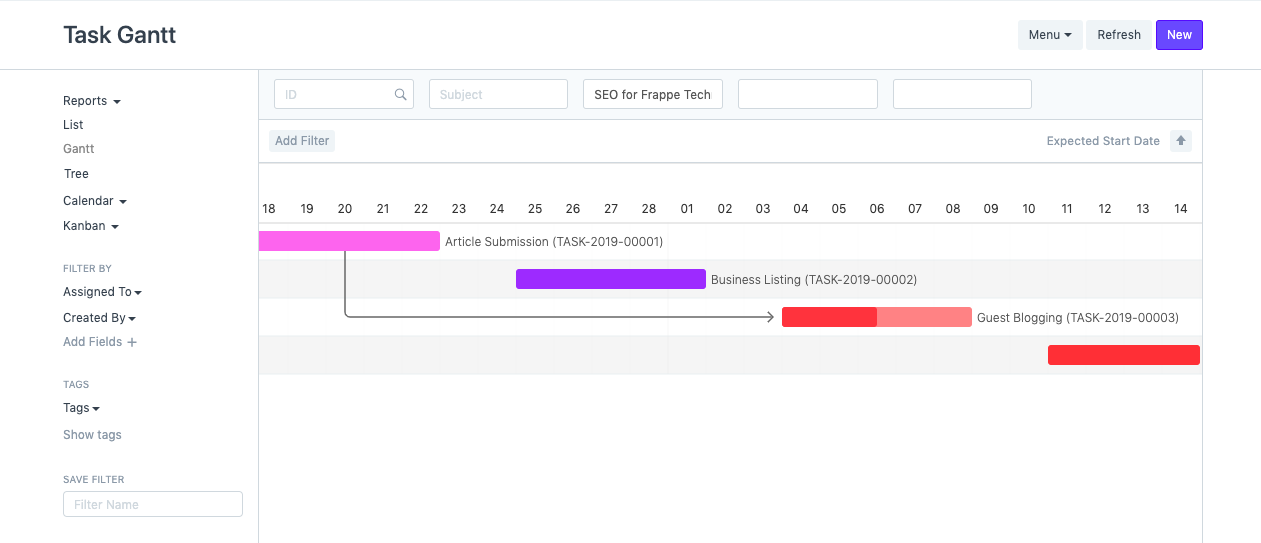 Task Gantt
Menu
Refresh
New
Reports
List
Gantt
Tree
Calendar
Kanban
FILTER BY
Assigned To
Created By
Add Fields
TAGS
Tags
Show tags
SAVE FILTER
Filter Name
ID
Subject
SEO for Frappe Tech
Add Filter
Expected Start Date
18 19 20 21 22 23 24 25 26 27 28 01 02 03 04 05 06 07 08 09 10 11 12 13 14
Article Submission (TASK-2019-00001)
Business Listing (TASK-2019-00002)
Guest Blogging (TASK-2019-00003)